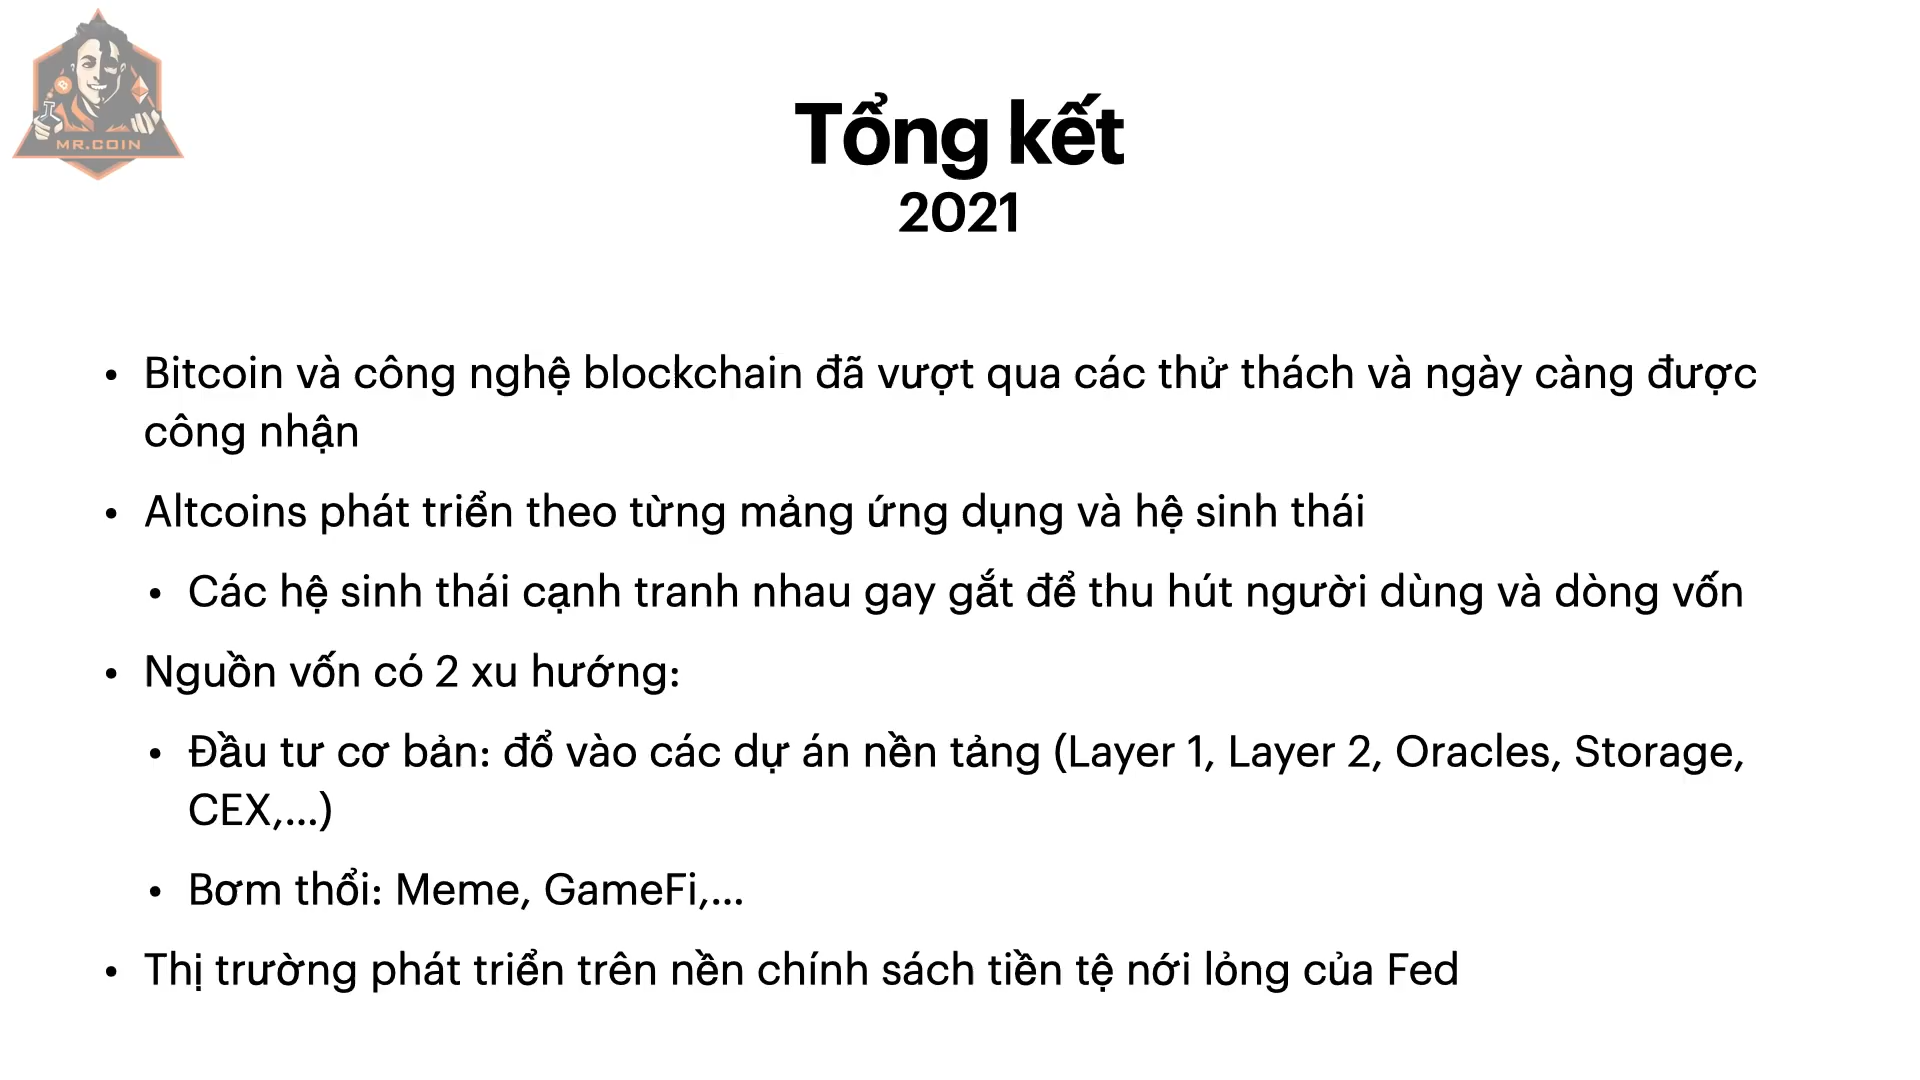 MR.COIN
Tổng kết
2021
• Bitcoin và công nghệ blockchain đã vượt qua các thử thách và ngày càng được
công nhận
• Altcoins phát triển theo từng mảng ứng dụng và hệ sinh thái
• Các hệ sinh thái cạnh tranh nhau gay gắt để thu hút người dùng và dòng vốn
• Nguồn vốn có 2 xu hướng:
• Đầu tư cơ bản: đổ vào các dự án nền tảng (Layer 1, Layer 2, Oracles, Storage,
CEX,...)
• Bơm thổi: Meme, GameFi,...
• Thị trường phát triển trên nền chính sách tiền tệ nới lỏng của Fed